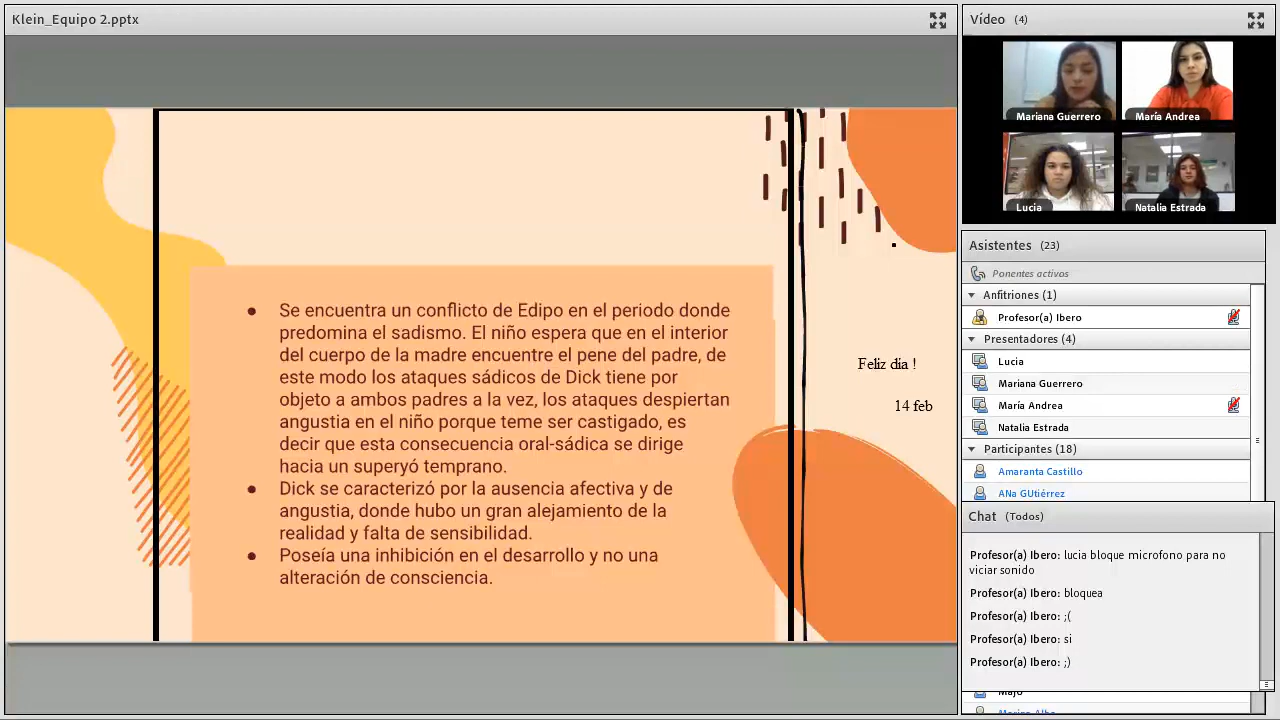 Klein_Equipo 2.pptx
● Se encuentra un conflicto de Edipo en el periodo donde
predomina el sadismo. El niño espera que en el interior
del cuerpo de la madre encuentre el pene del padre, de
este modo los ataques sádicos de Dick tiene por
objeto a ambos padres a la vez, los ataques despiertan
angustia en el niño porque teme ser castigado, es
decir que esta consecuencia oral-sádica se dirige
hacia un superyó temprano.
● Dick se caracterizó por la ausencia afectiva y de
angustia, donde hubo un gran alejamiento de la
realidad y falta de sensibilidad.
● Poseía una inhibición en el desarrollo y no una
alteración de consciencia.
Feliz dia !
14 feb
Vídeo (4)
Mariana Guerrero
María Andrea
Lucia
Natalia Estrada
Asistentes (23)
Ponentes activos
Anfitriones (1)
Profesor(a) Ibero
Presentadores (4)
Lucia
Mariana Guerrero
María Andrea
Natalia Estrada
Participantes (18)
Amaranta Castillo
ANa GUtiérrez
Chat (Todos)
Profesor(a) Ibero: lucia bloque microfono para no
viciar sonido
Profesor(a) Ibero: bloquea
Profesor(a) Ibero: ;(
Profesor(a) Ibero: si
Profesor(a) Ibero: ;)